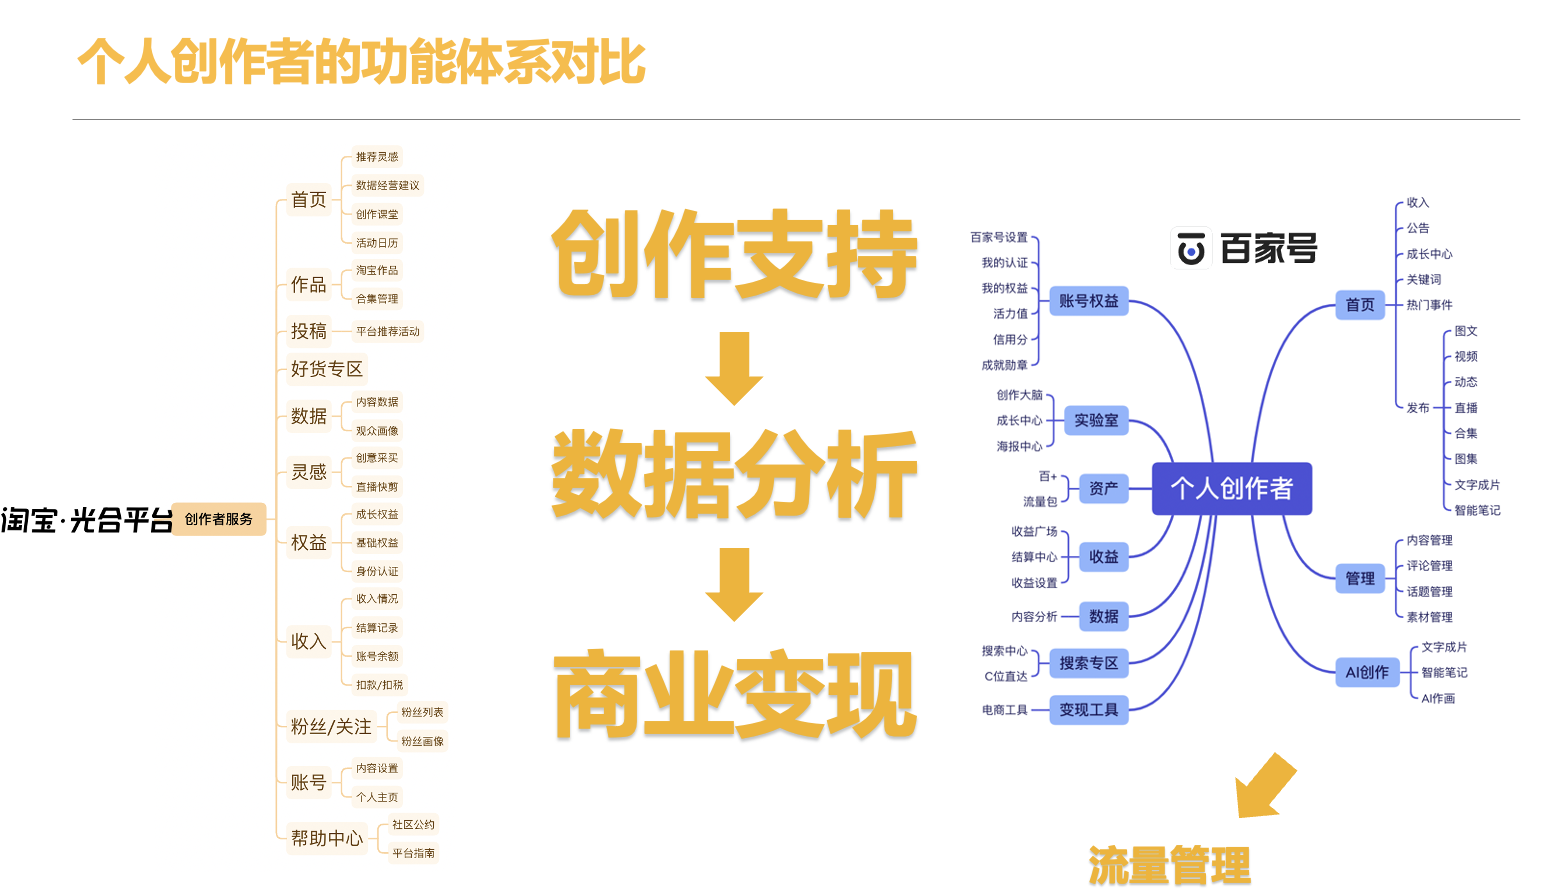 个人创作者的功能体系对比
淘宝·光合平台
创作者服务
首页
推荐灵感
数据经营建议
创作课堂
活动日历
作品
淘宝作品
合集管理
投稿
平台推荐活动
好货专区
数据
内容数据
观众画像
灵感
创意采买
直播快剪
权益
成长权益
基础权益
身份认证
收入
收入情况
结算记录
账号余额
扣款/扣税
粉丝/关注
粉丝列表
粉丝画像
账号
内容设置
个人主页
帮助中心
社区公约
平台指南
创作支持
数据分析
商业变现
百家号
个人创作者
账号权益
百家号设置
我的认证
我的权益
活力值
信用分
成就勋章
实验室
创作大脑
成长中心
海报中心
资产
百+
流量包
收益
收益广场
结算中心
收益设置
数据
内容分析
搜索专区
搜索中心
C位直达
变现工具
电商工具
首页
收入
公告
成长中心
关键词
热门事件
发布
图文
视频
动态
直播
合集
图集
文字成片
智能笔记
管理
内容管理
评论管理
话题管理
素材管理
AI创作
文字成片
智能笔记
AI作画
流量管理